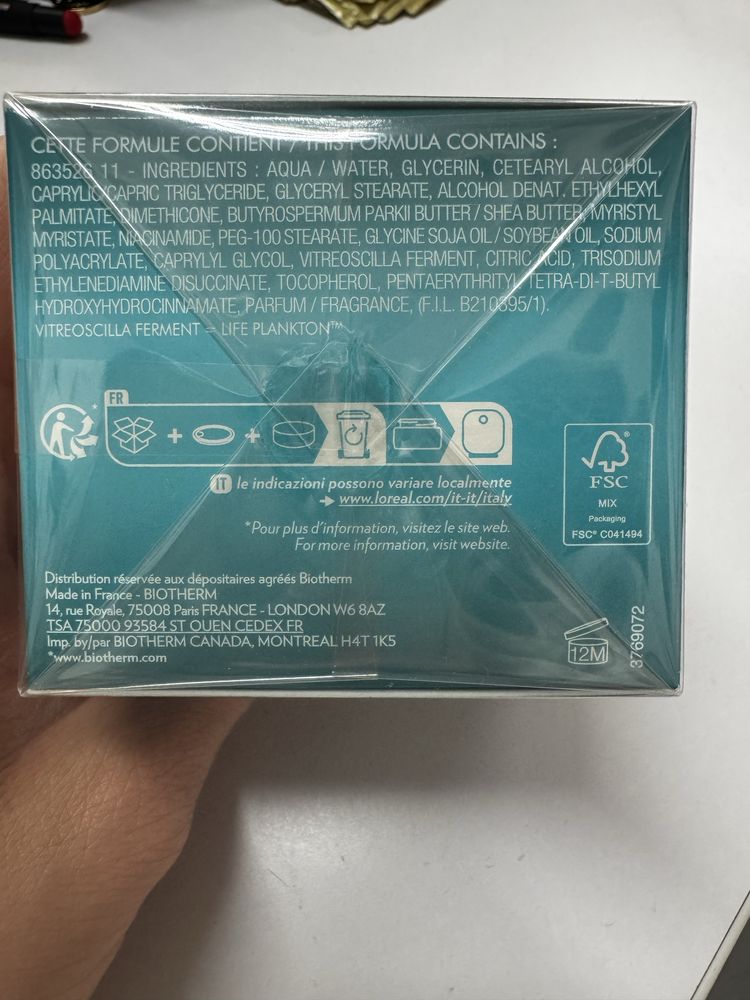 CETTE FORMULE CONTIENT / THIS FORMULA CONTAINS :
11 - INGREDIENTS : AQUA / WATER, GLYCERIN, CETEARYL ALCOHOL,
CAPRYLIC/CAPRIC TRIGLYCERIDE, GLYCERYL STEARATE, ALCOHOL DENAT. ETHYLHEXYL
PALMITATE, DIMETHICONE, BUTYROSPERMUM PARKII BUTTER / SHEA BUTTER, MYRISTYL
MYRISTATE, NIACINAMIDE, PEG-100 STEARATE, GLYCINE SOJA OIL / SOYBEAN OIL, SODIUM
POLYACRYLATE, CAPRYLYL GLYCOL, VITREOSCILLA FERMENT, CITRIC ACID, TRISODIUM
ETHYLENEDIAMINE DISUCCINATE, TOCOPHEROL, PENTAERYTHRITYL TETRA-DI-T-BUTYL
HYDROXYHYDROCINNAMATE, PARFUM / FRAGRANCE, (F.I.L. B210595/1).
VITREOSCILLA FERMENT = LIFE PLANKTON™
FR
*
+ +
IT le indicazioni possono variare localmente
www.loreal.com/it-it/italy
*Pour plus d'information, visitez le site web.
For more information, visit website.
FSC
MIX
Packaging
FSC® C041494
Distribution réservée aux dépositaires agréés Biotherm
Made in France - BIOTHERM
14, rue Royale, 75008 Paris FRANCE - LONDON W6 8AZ
TSA 75000 93584 ST OUEN CEDEX FR
Imp. by/par BIOTHERM CANADA, MONTREAL H4T 1K5
*www.biotherm.com
12M
3769072